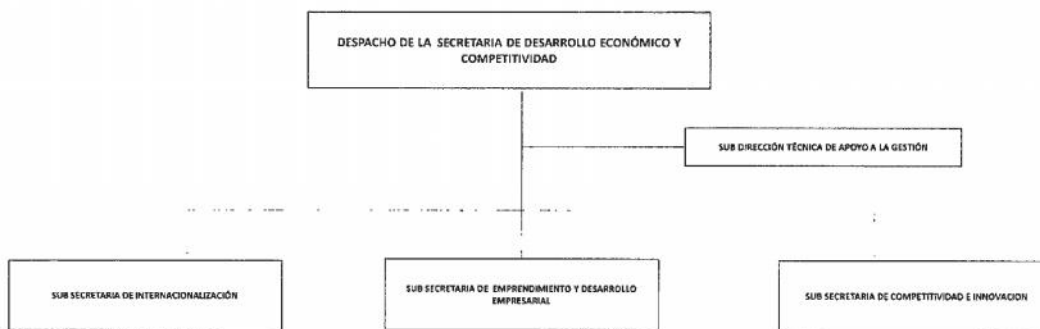 DESPACHO DE LA SECRETARIA DE DESARROLLO ECONÓMICO Y
COMPETITIVIDAD
SUB DIRECCIÓN TÉCNICA DE APOYO A LA GESTIÓN
SUB SECRETARIA DE INTERNACIONALIZACIÓN
SUB SECRETARIA DE EMPRENDIMIENTO Y DESARROLLO
EMPRESARIAL
SUB SECRETARIA DE COMPETITIVIDAD E INNOVACION